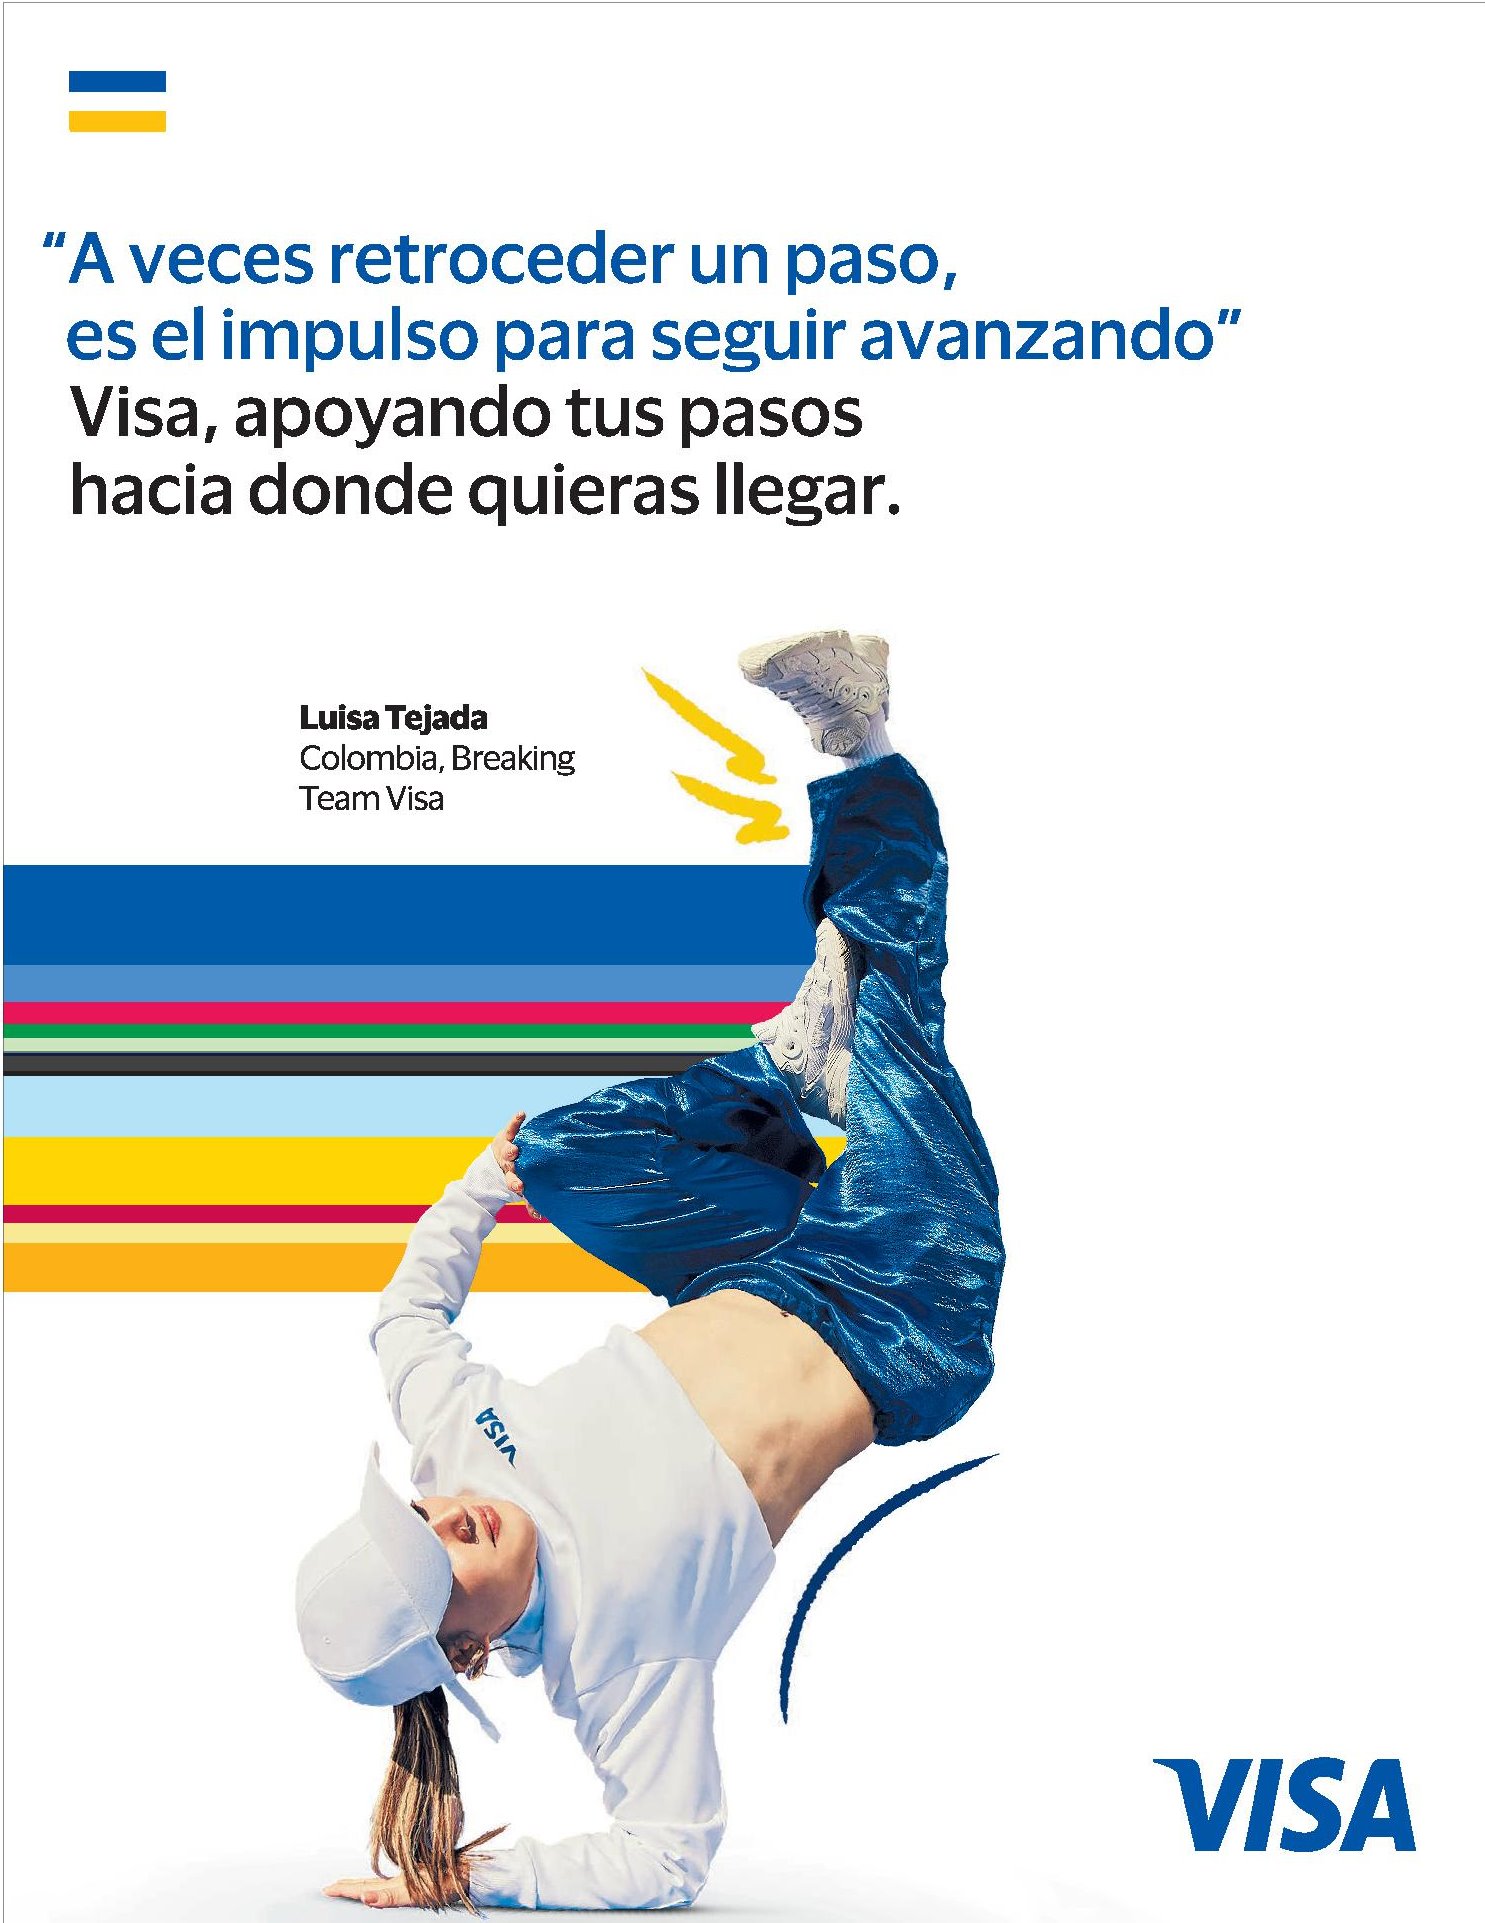 “A veces retroceder un paso,
es el impulso para seguir avanzando”
Visa, apoyando tus pasos
hacia donde quieras llegar.
Luisa Tejada
Colombia, Breaking
Team Visa
VISA
VISA